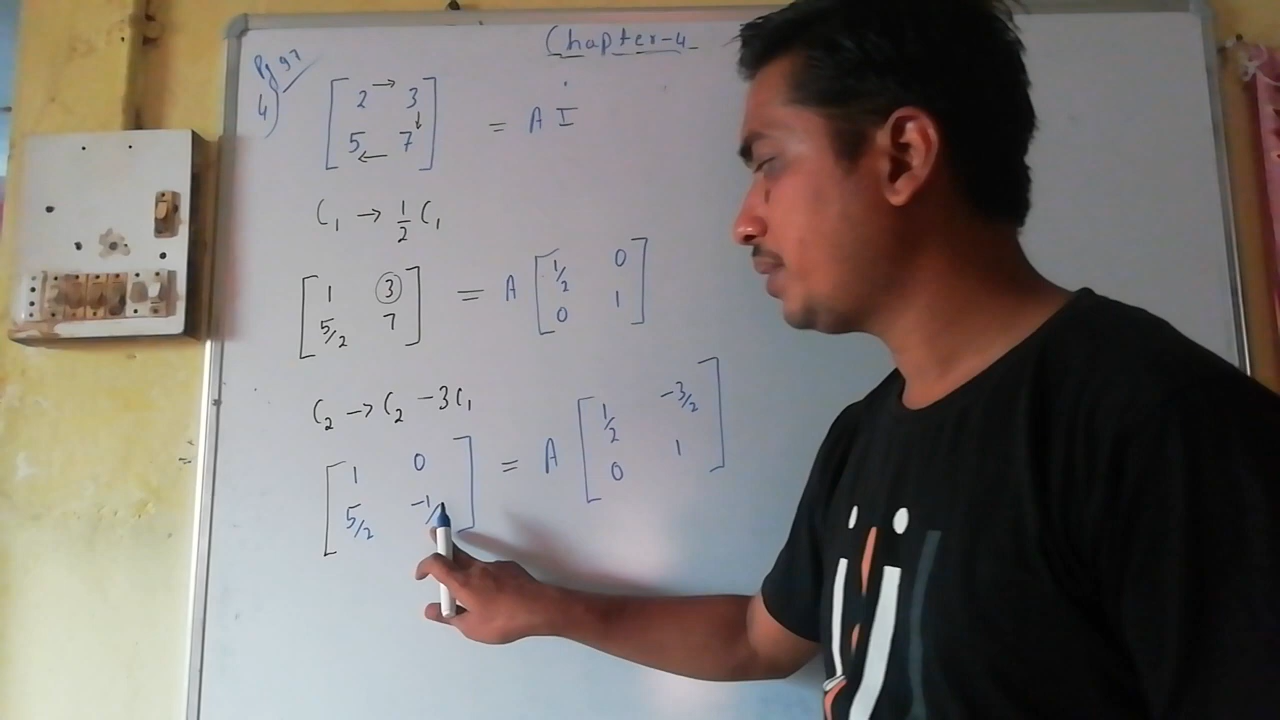 Chapter-4
Pg 97
4) [ 2 → 3 ↓ 5 ← 7 ] = A I
C₁ → 1/2 C₁
[ 1 3 5/2 7 ] = A [ 1/2 0 0 1 ]
C₂ → C₂ -3C₁
[ 1 0 5/2 -1/ ] = A [ 1/2 -3/2 0 1 ]